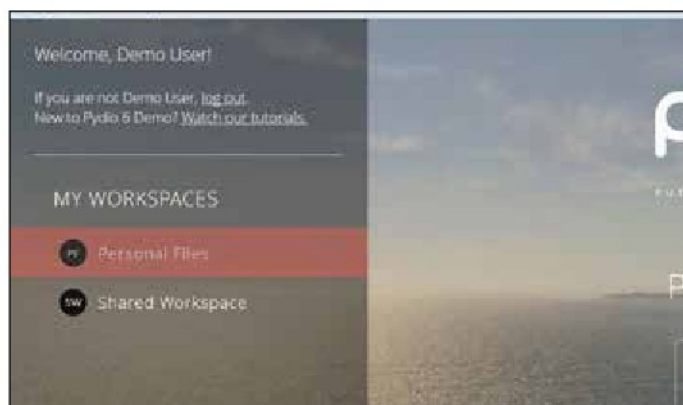 Welcome, Demo User!
If you are not Demo User, log out.
New to Pydio 6 Demo? Watch our tutorials.
MY WORKSPACES
PF Personal Files
SW Shared Workspace
P